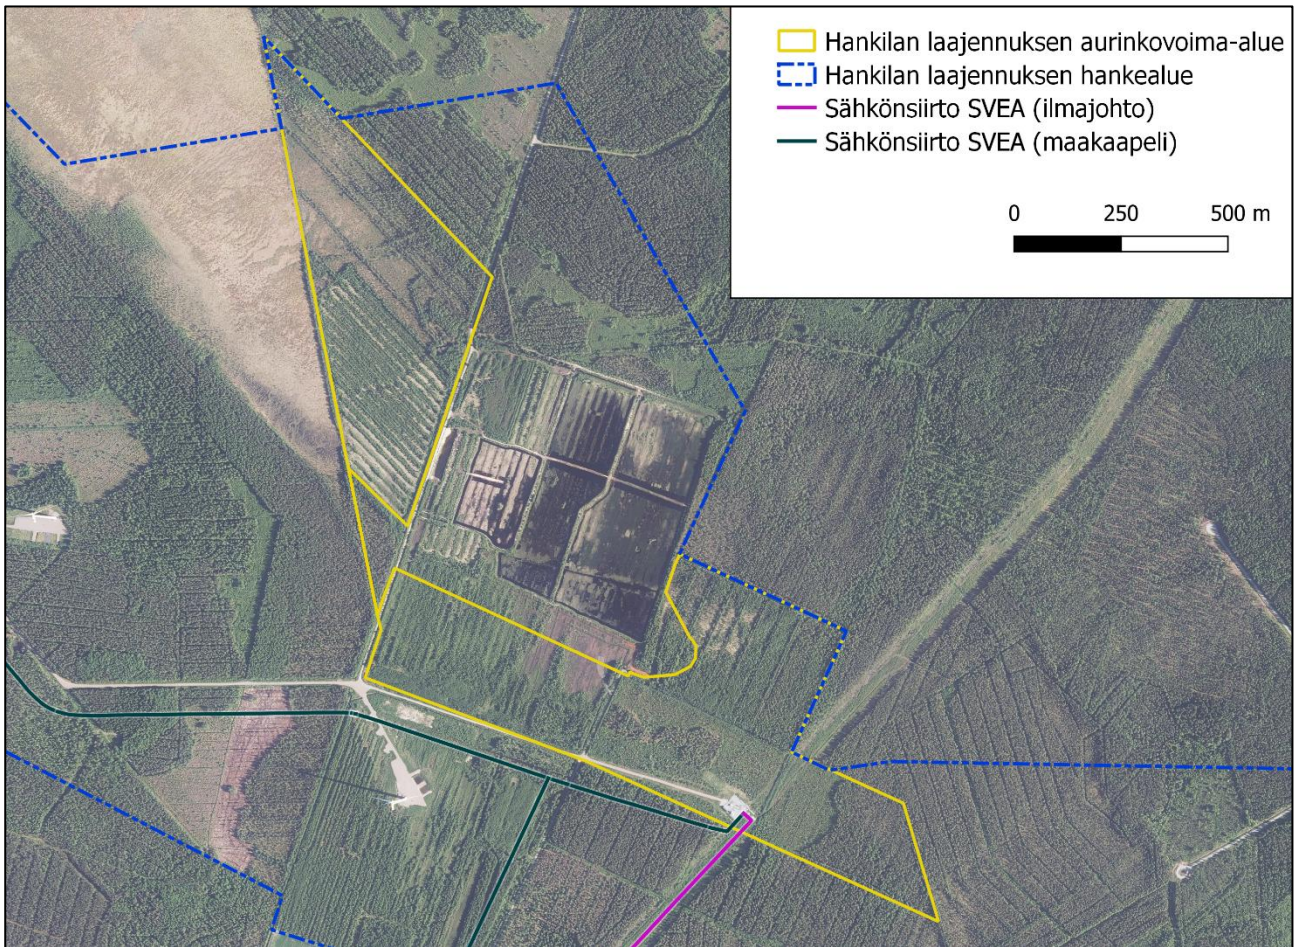 Hankilan laajennuksen aurinkovoima-alue
Hankilan laajennuksen hankealue
Sähkönsiirto SVEA (ilmajohto)
Sähkönsiirto SVEA (maakaapeli)
0 250 500 m